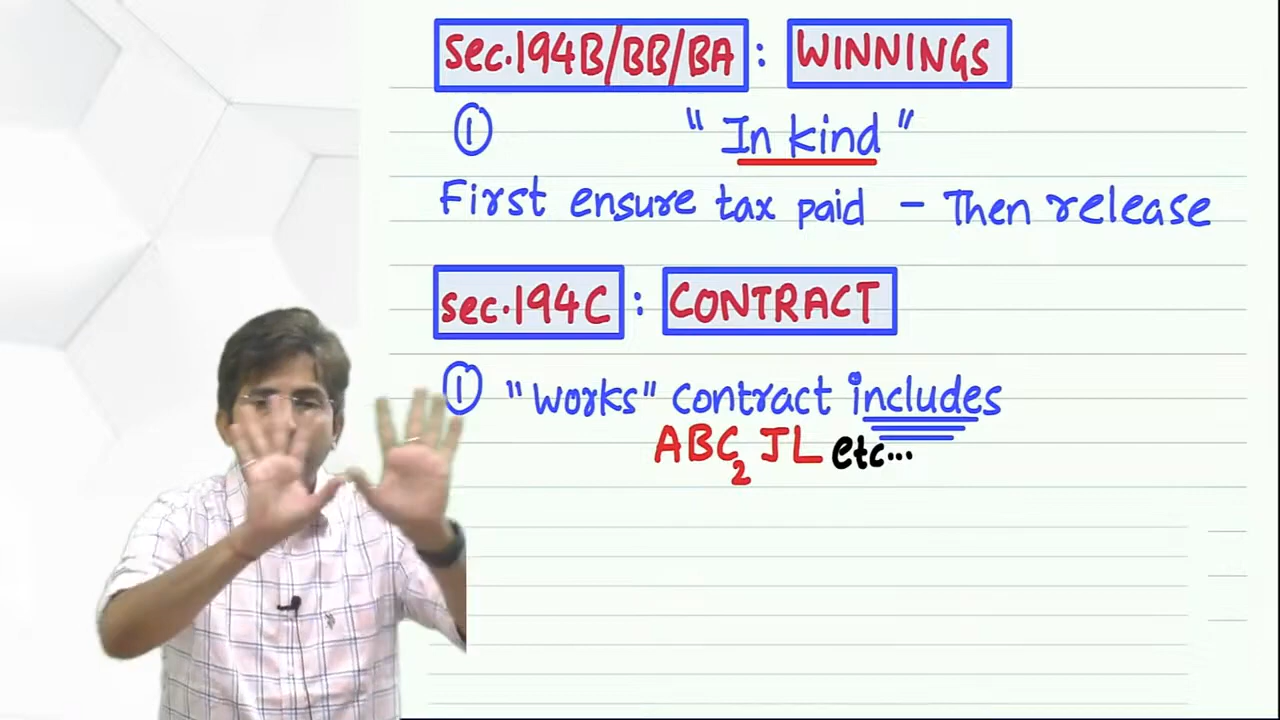 sec.194B/BB/BA : WINNINGS
① "In kind"
First ensure tax paid - Then release
sec.194C : CONTRACT
① "Works" contract includes
ABC₂ JL etc...